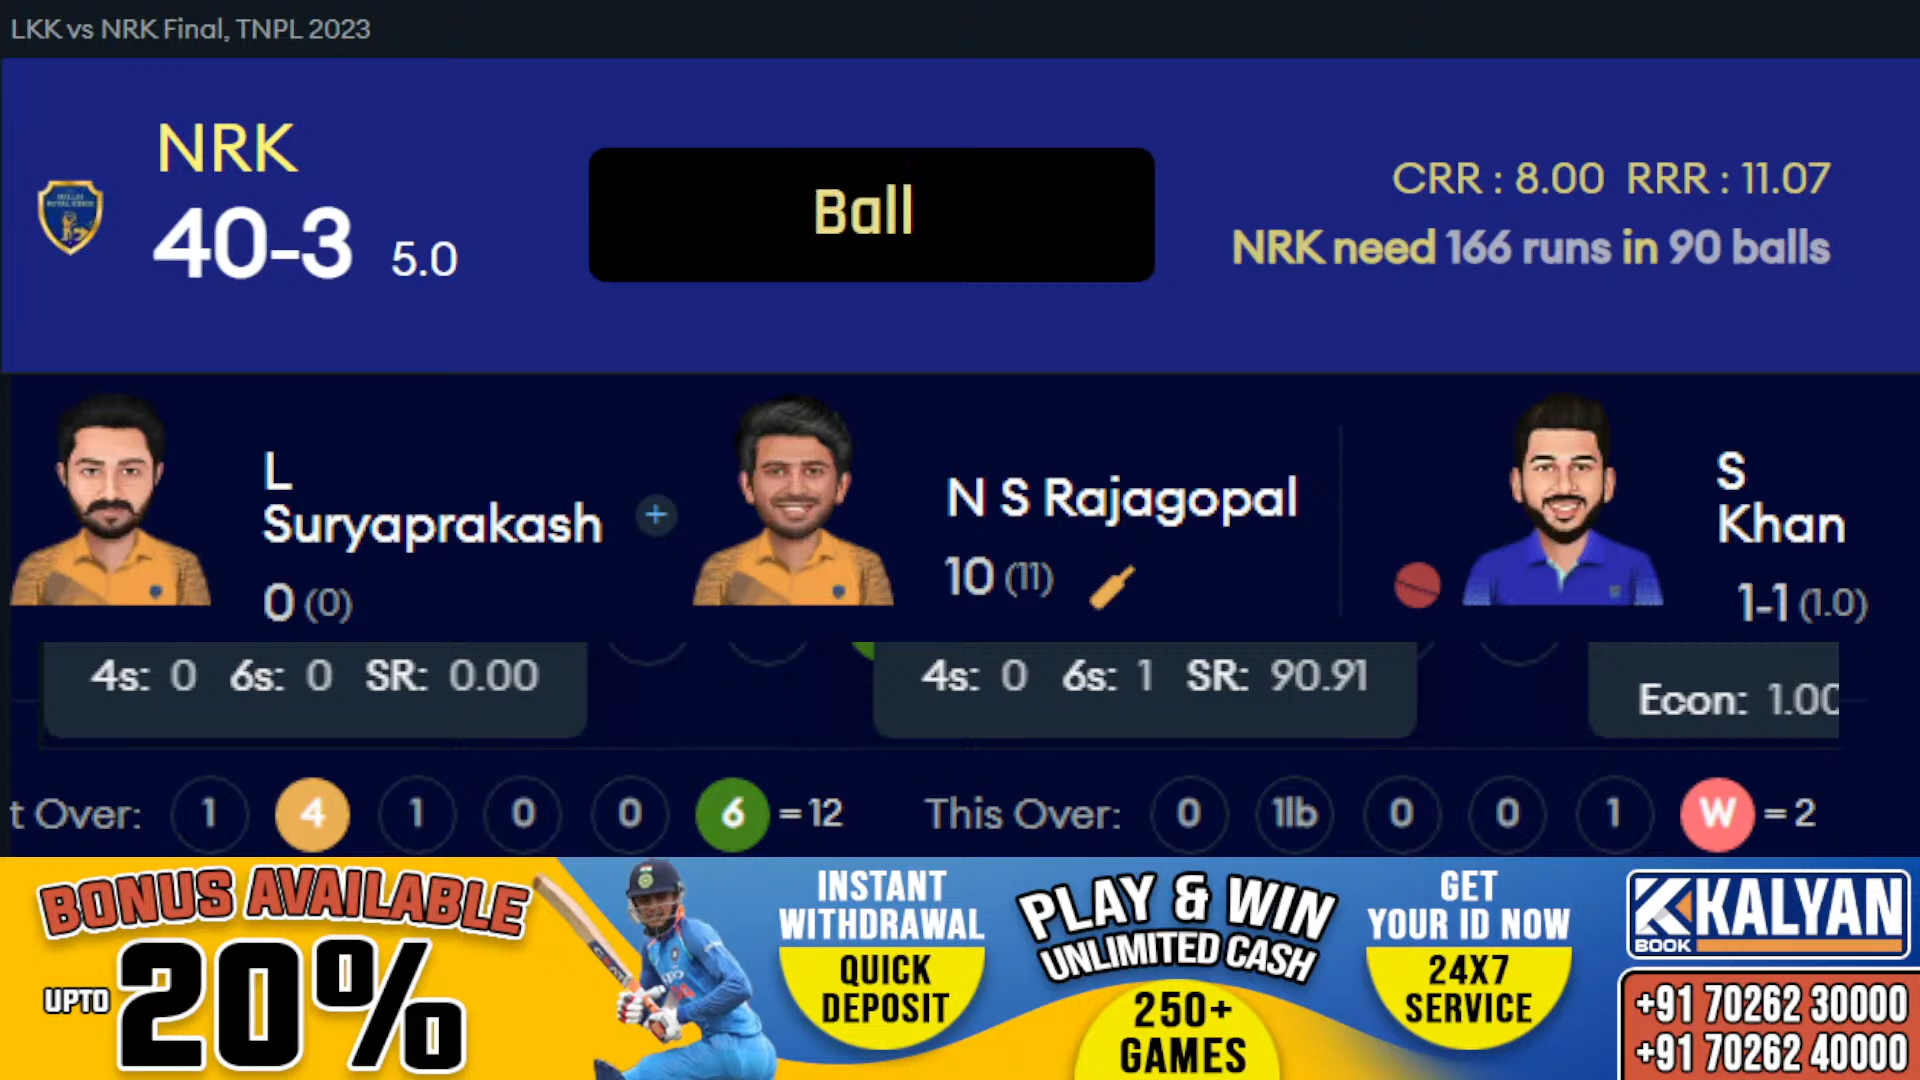 LKK vs NRK Final, TNPL 2023
NRK
40-3 5.0
Ball
CRR : 8.00 RRR : 11.07
NRK need 166 runs in 90 balls
L
Suryaprakash
0 (0)
+
N S Rajagopal
10 (11)
S
Khan
1-1 (1.0)
4s: 0 6s: 0 SR: 0.00
4s: 0 6s: 1 SR: 90.91
Econ: 1.00
t Over: 1 4 1 0 0 6 = 12
This Over: 0 1lb 0 0 1 W = 2
BONUS AVAILABLE
UPTO 20%
INSTANT
WITHDRAWAL
QUICK
DEPOSIT
PLAY & WIN
UNLIMITED CASH
250+
GAMES
GET
YOUR ID NOW
24X7
SERVICE
KALYAN
BOOK
+91 70262 30000
+91 70262 40000